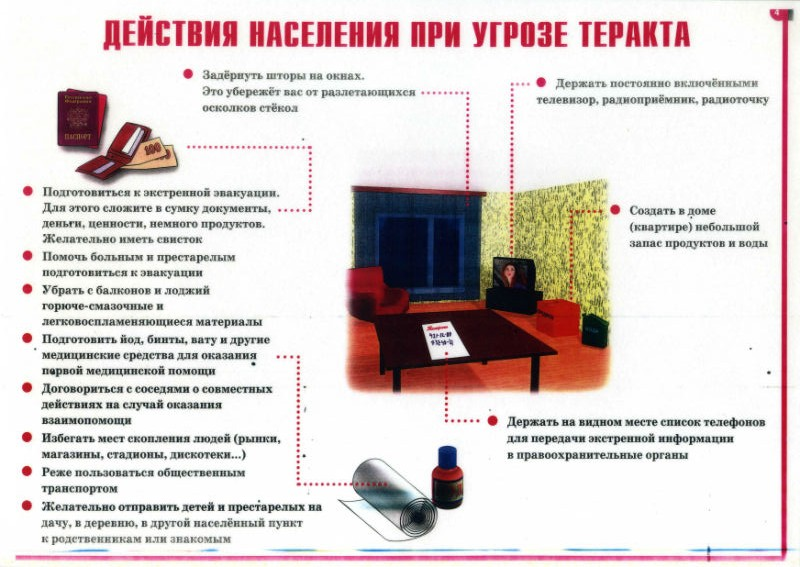 4
ДЕЙСТВИЯ НАСЕЛЕНИЯ ПРИ УГРОЗЕ ТЕРАКТА
Задёрнуть шторы на окнах.
Это убережёт вас от разлетающихся
осколков стёкол
Держать постоянно включёнными
телевизор, радиоприёмник, радиоточку
ПАСПОРТ
100
Подготовиться к экстренной эвакуации.
Для этого сложите в сумку документы,
деньги, ценности, немного продуктов.
Желательно иметь свисток
Помочь больным и престарелым
подготовиться к эвакуации
Убрать с балконов и лоджий
горюче-смазочные и
легковоспламеняющиеся материалы
Подготовить йод, бинты, вату и другие
медицинские средства для оказания
первой медицинской помощи
Договориться с соседями о совместных
действиях на случай оказания
взаимопомощи
Избегать мест скопления людей (рынки,
магазины, стадионы, дискотеки...)
Реже пользоваться общественным
транспортом
Желательно отправить детей и престарелых на
дачу, в деревню, в другой населённый пункт
к родственникам или знакомым
Создать в доме
(квартире) небольшой
запас продуктов и воды
Держать на видном месте список телефонов
для передачи экстренной информации
в правоохранительные органы